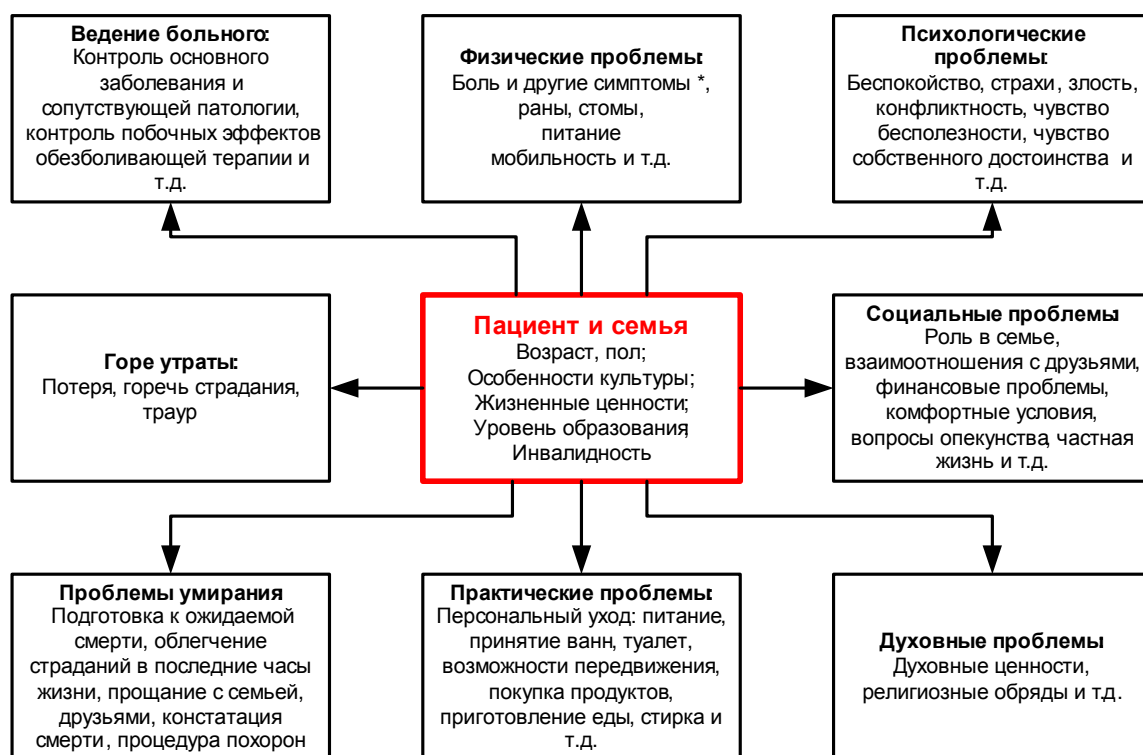 Ведение больного:
Контроль основного
заболевания и
сопутствующей патологии,
контроль побочных эффектов
обезболивающей терапии и
т.д.
Физические проблемы:
Боль и другие симптомы *,
раны, стомы,
питание
мобильность и т.д.
Психологические
проблемы:
Беспокойство, страхи, злость,
конфликтность, чувство
бесполезности, чувство
собственного достоинства и
т.д.
Горе утраты:
Потеря, горечь страдания,
траур
Пациент и семья
Возраст, пол;
Особенности культуры;
Жизненные ценности;
Уровень образования;
Инвалидность
Социальные проблемы:
Роль в семье,
взаимоотношения с друзьями,
финансовые проблемы,
комфортные условия,
вопросы опекунства, частная
жизнь и т.д.
Проблемы умирания
Подготовка к ожидаемой
смерти, облегчение
страданий в последние часы
жизни, прощание с семьей,
друзьями, констатация
смерти, процедура похорон
Практические проблемы:
Персональный уход: питание,
принятие ванн, туалет,
возможности передвижения,
покупка продуктов,
приготовление еды, стирка и
т.д.
Духовные проблемы
Духовные ценности,
религиозные обряды и т.д.